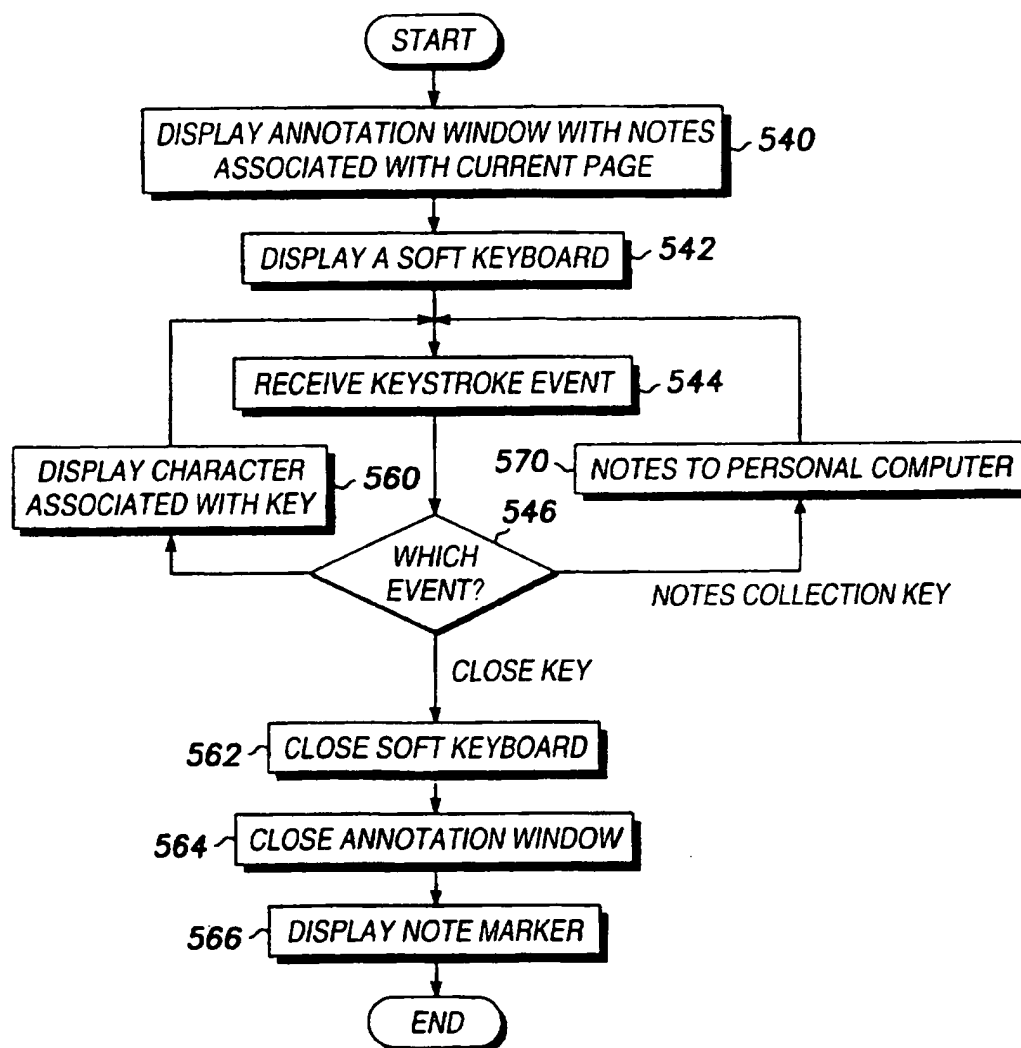 START
DISPLAY ANNOTATION WINDOW WITH NOTES
ASSOCIATED WITH CURRENT PAGE
540
DISPLAY A SOFT KEYBOARD
542
RECEIVE KEYSTROKE EVENT
544
DISPLAY CHARACTER
ASSOCIATED WITH KEY
560
570
NOTES TO PERSONAL COMPUTER
546
WHICH
EVENT?
NOTES COLLECTION KEY
CLOSE KEY
562
CLOSE SOFT KEYBOARD
564
CLOSE ANNOTATION WINDOW
566
DISPLAY NOTE MARKER
END